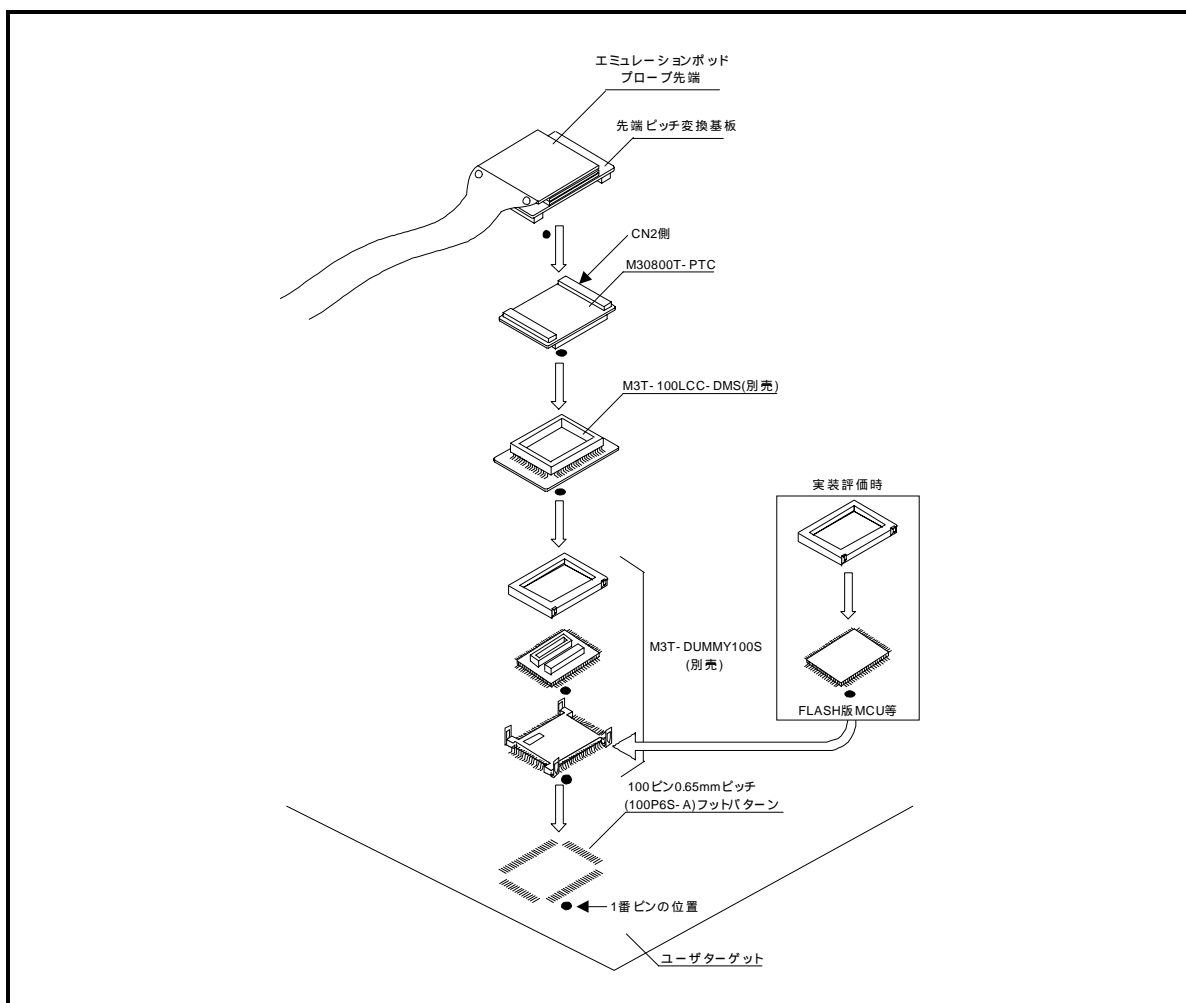 エミュレーションポッド
プローブ先端
先端ピッチ変換基板
CN2側
M30800T-PTC
M3T-100LCC-DMS(別売)
実装評価時
M3T-DUMMY100S
(別売)
FLASH版MCU等
100ピン0.65mmピッチ
(100P6S-A)フットパターン
1番ピンの位置
ユーザターゲット